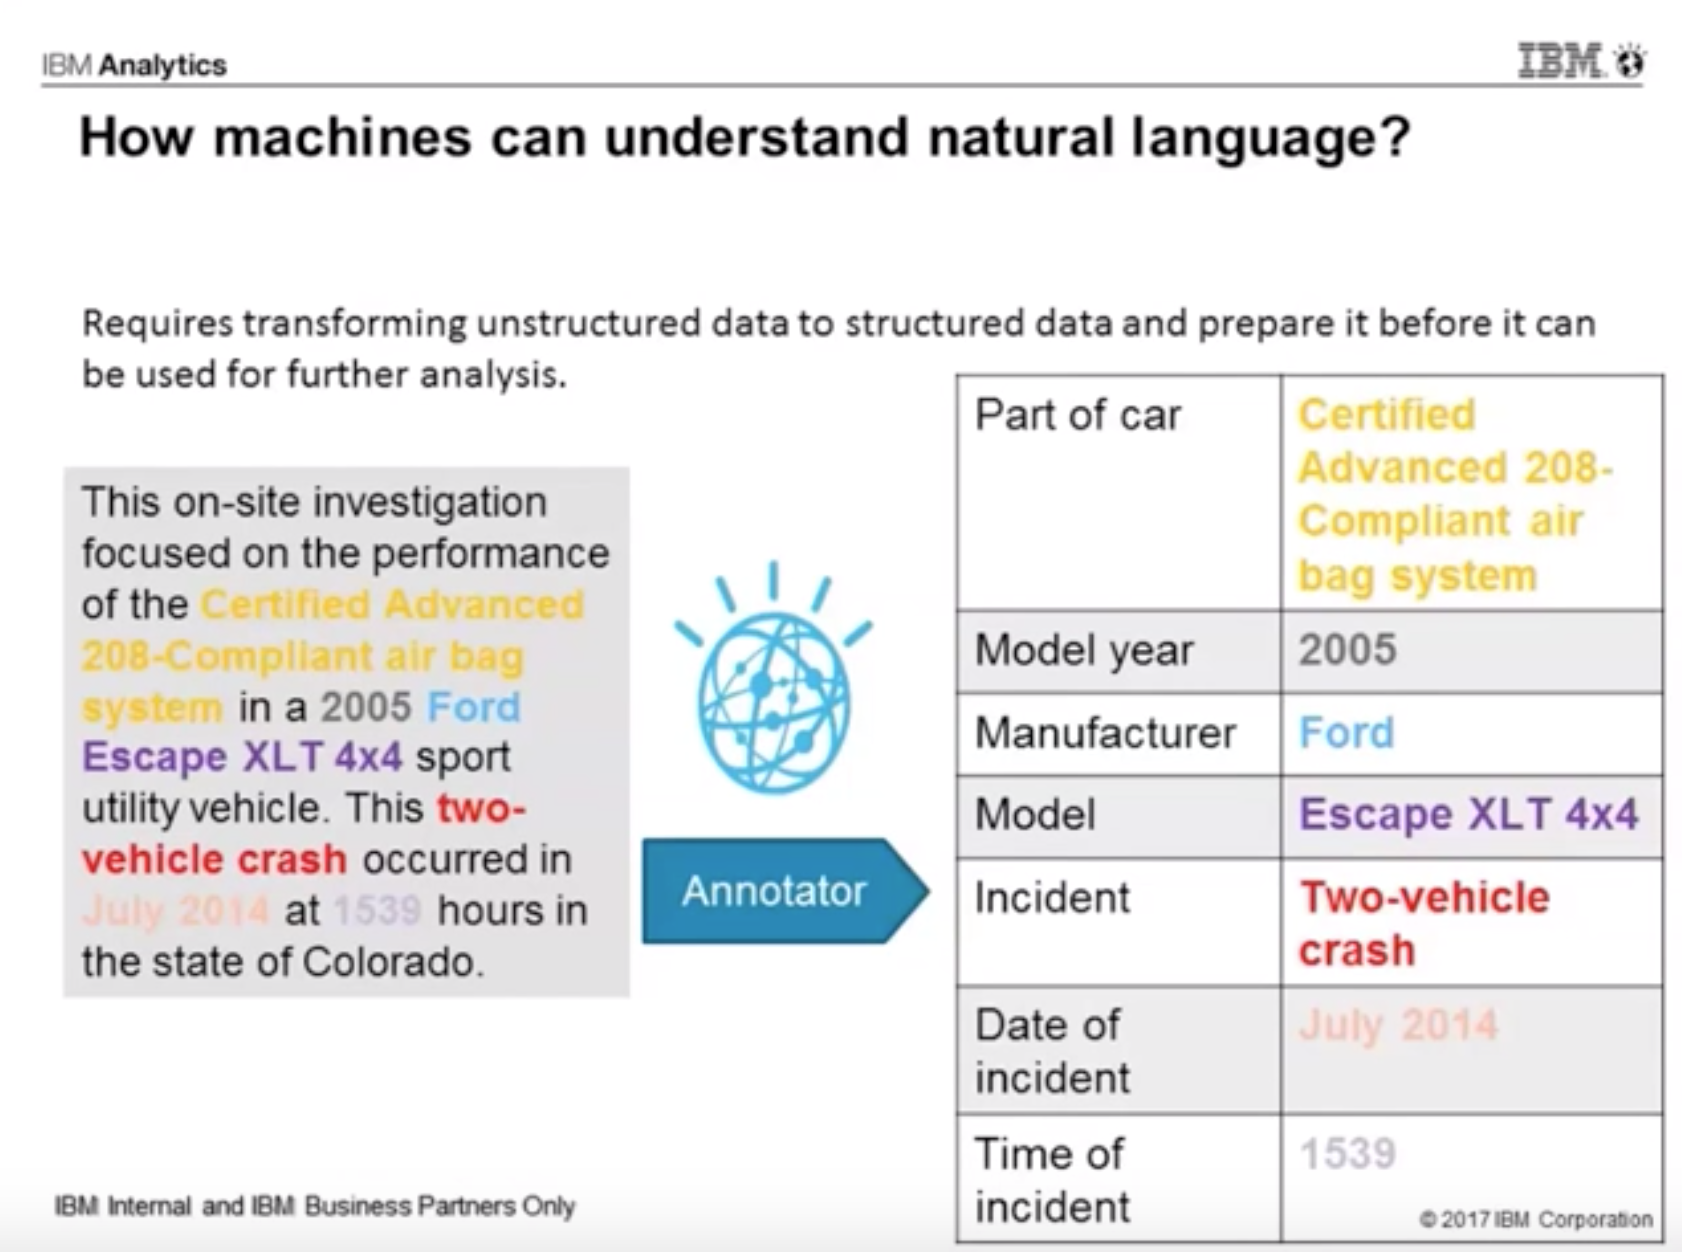 IBM Analytics
IBM
How machines can understand natural language?
Requires transforming unstructured data to structured data and prepare it before it can
be used for further analysis.
This on-site investigation
focused on the performance
of the Certified Advanced
208-Compliant air bag
system in a 2005 Ford
Escape XLT 4x4 sport
utility vehicle. This two-
vehicle crash occurred in
July 2014 at 1539 hours in
the state of Colorado.
Annotator
Part of car
Certified
Advanced 208-
Compliant air
bag system
Model year
2005
Manufacturer
Ford
Model
Escape XLT 4x4
Incident
Two-vehicle
crash
Date of
incident
July 2014
Time of
incident
1539
IBM Internal and IBM Business Partners Only
© 2017 IBM Corporation